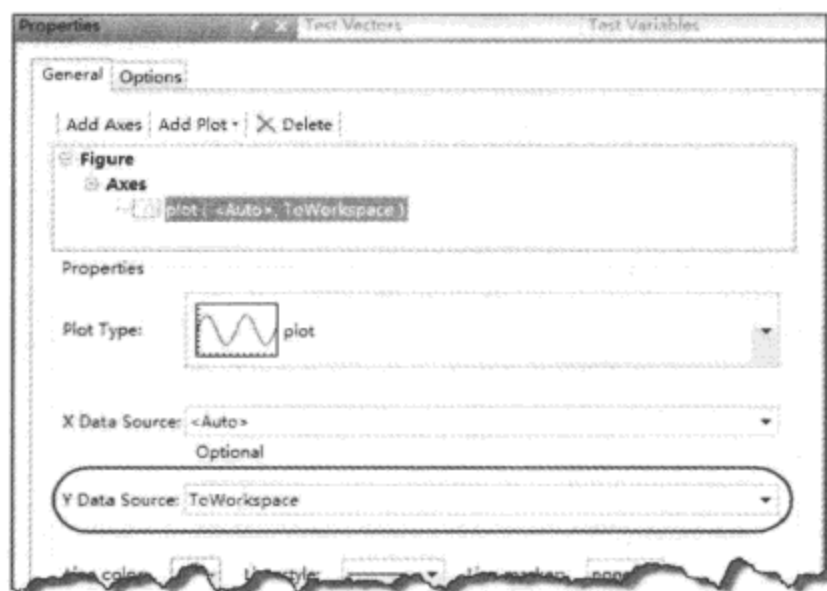 Properties Test Vectors Test Variables
General Options
Add Axes Add Plot Delete
Figure
Axes
plot ( <Auto>, ToWorkspace )
Properties
Plot Type: plot
X Data Source: <Auto>
Optional
Y Data Source: ToWorkspace